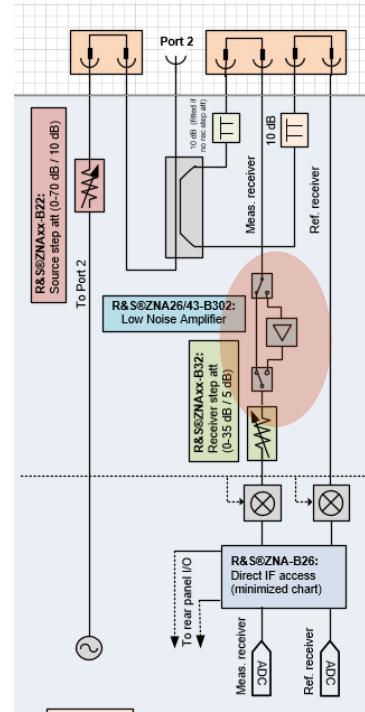 Port 2
10 dB (fitted if
no rec step att)
10 dB
Meas. receiver
Ref. receiver
R&S®ZNAxx-B22:
Source step att (0-70 dB / 10 dB)
To Port 2
R&S®ZNA26/43-B302:
Low Noise Amplifier
R&S®ZNAxx-B32:
Receiver step att
(0-35 dB / 5 dB)
R&S®ZNA-B26:
Direct IF access
(minimized chart)
To rear panel I/O
Meas. receiver
ADC
Ref. receiver
ADC